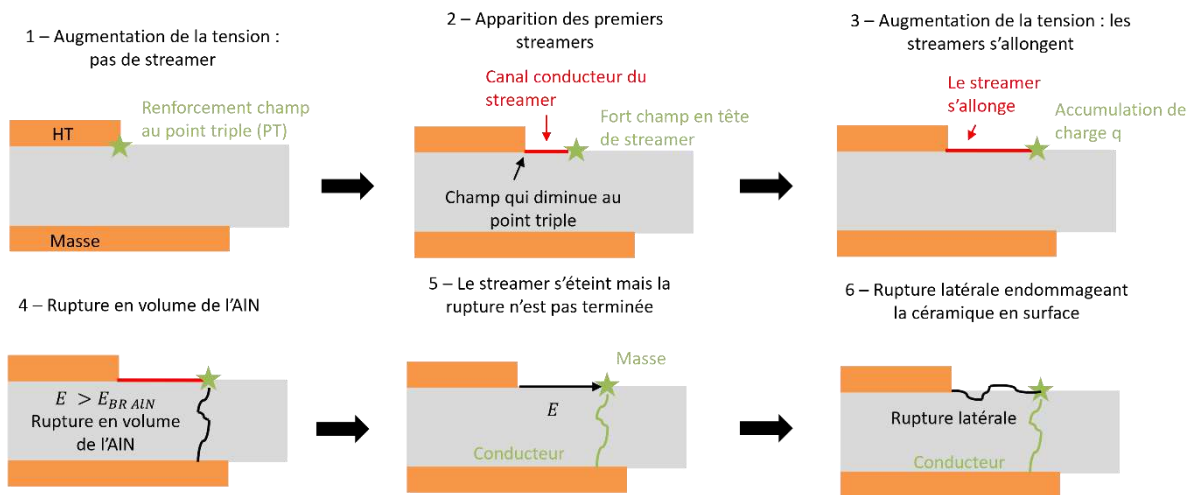 1 – Augmentation de la tension :
pas de streamer
Renforcement champ
au point triple (PT)
HT
Masse
2 – Apparition des premiers
streamers
Canal conducteur du
streamer
Fort champ en tête
de streamer
Champ qui diminue au
point triple
3 – Augmentation de la tension : les
streamers s’allongent
Le streamer
s’allonge
Accumulation de
charge q
4 – Rupture en volume de l’AlN
E > E_BR AlN
Rupture en volume
de l’AlN
5 – Le streamer s’éteint mais la
rupture n’est pas terminée
Masse
E
Conducteur
6 – Rupture latérale endommageant
la céramique en surface
Rupture latérale
Conducteur